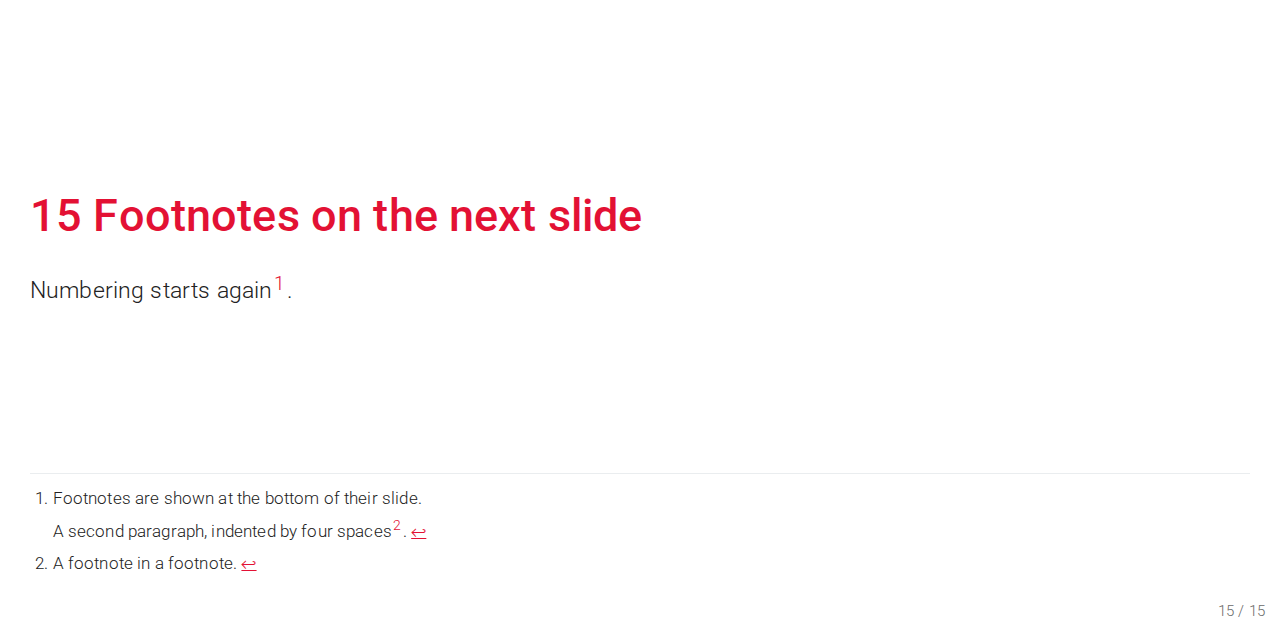 15 Footnotes on the next slide
Numbering starts again1.
1. Footnotes are shown at the bottom of their slide.
A second paragraph, indented by four spaces2. ↩
2. A footnote in a footnote. ↩
15 / 15